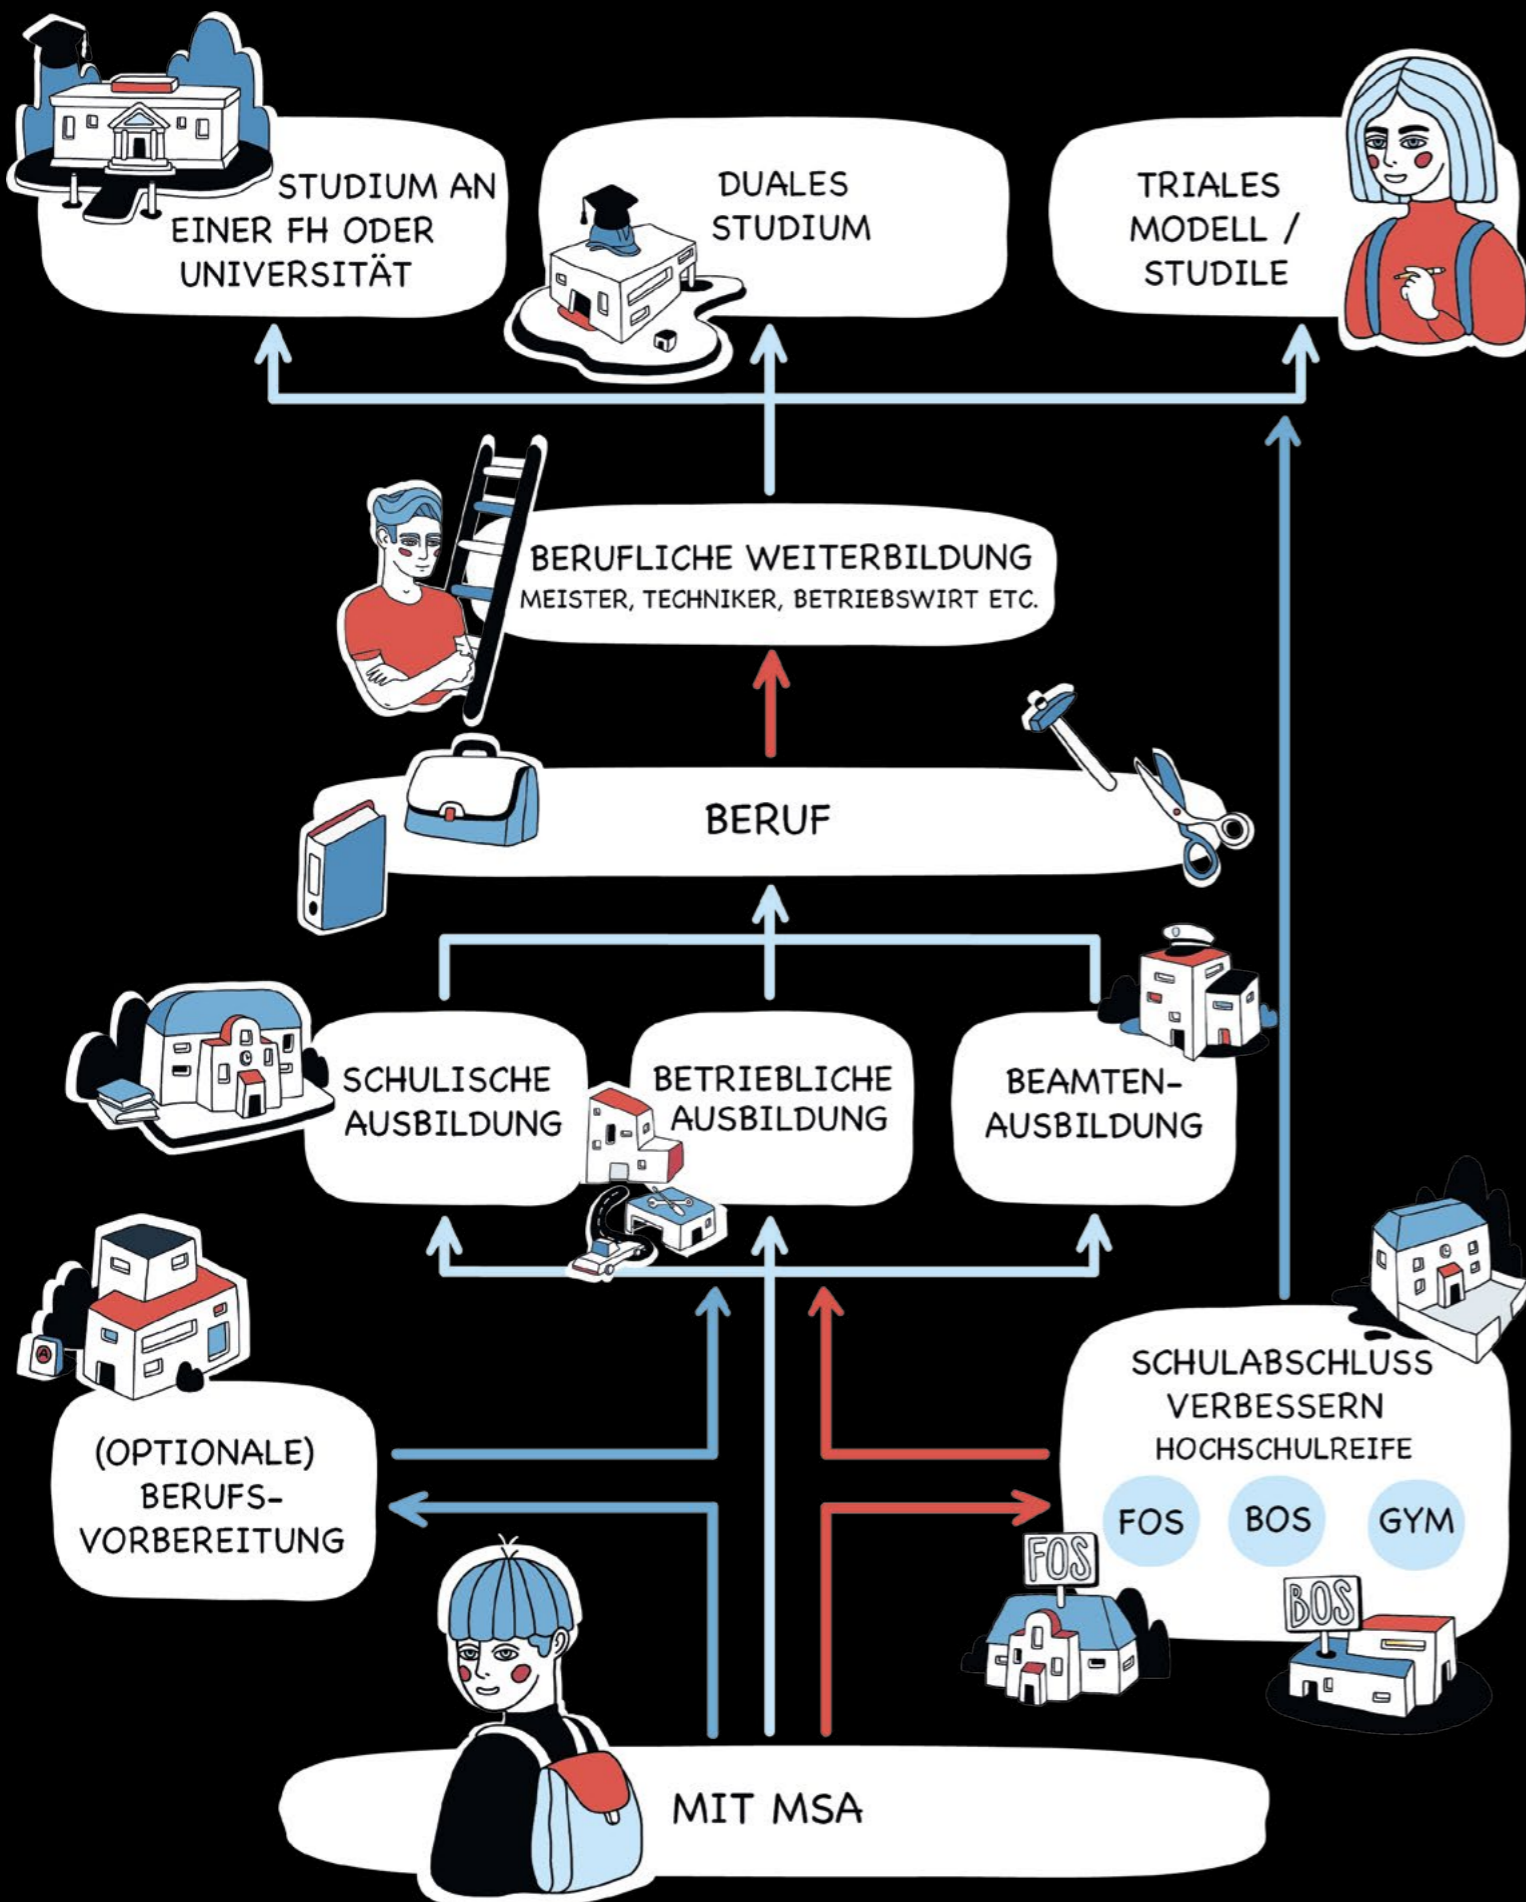 STUDIUM AN
EINER FH ODER
UNIVERSITÄT
DUALES
STUDIUM
TRIALES
MODELL /
STUDILE
BERUFLICHE WEITERBILDUNG
MEISTER, TECHNIKER, BETRIEBSWIRT ETC.
BERUF
SCHULISCHE
AUSBILDUNG
BETRIEBLICHE
AUSBILDUNG
BEAMTEN-
AUSBILDUNG
(OPTIONALE)
BERUFS-
VORBEREITUNG
A
SCHULABSCHLUSS
VERBESSERN
HOCHSCHULREIFE
FOS
BOS
GYM
FOS
BOS
MIT MSA